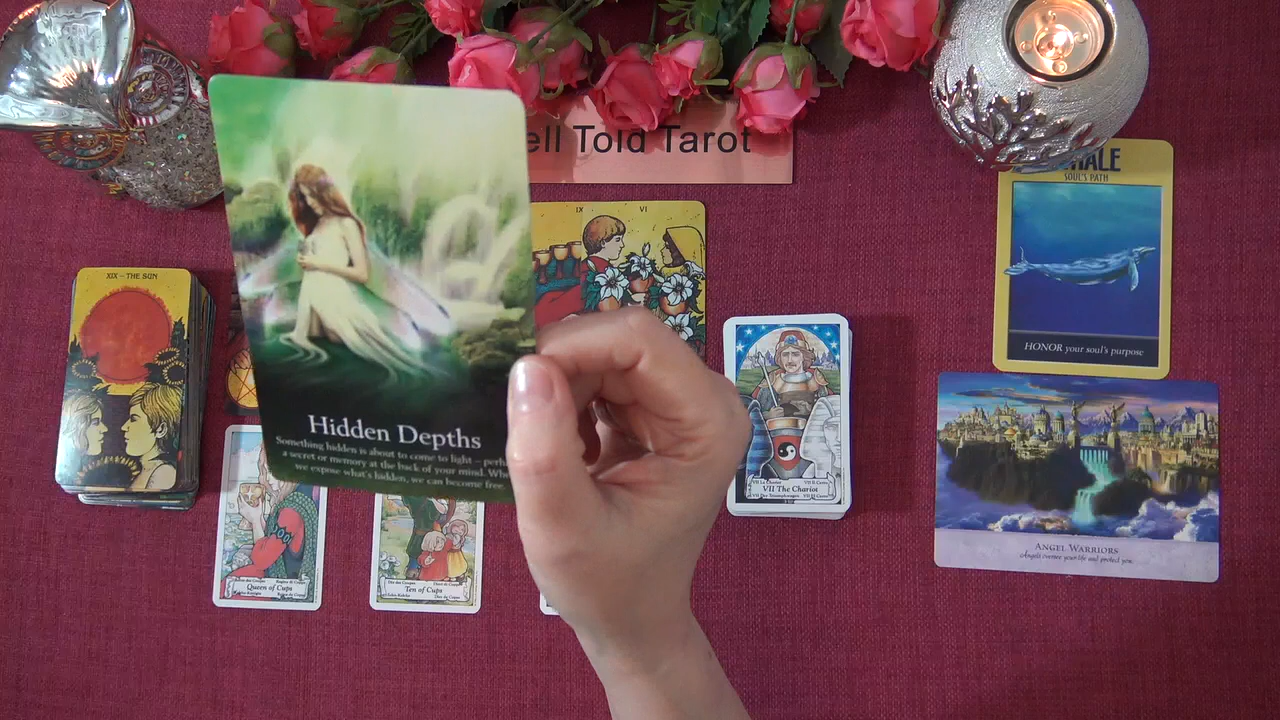 ell Told Tarot
HALE
SOUL'S PATH
HONOR your soul's purpose
XIX – THE SUN
IX VI
Hidden Depths
Something hidden is about to come to light – perh
a secret or memory at the back of your mind. Wh
we expose what's hidden, we can become free.
VII The Chariot
Queen of Cups
Ten of Cups
ANGEL WARRIORS
Angels oversee your life and protect you.